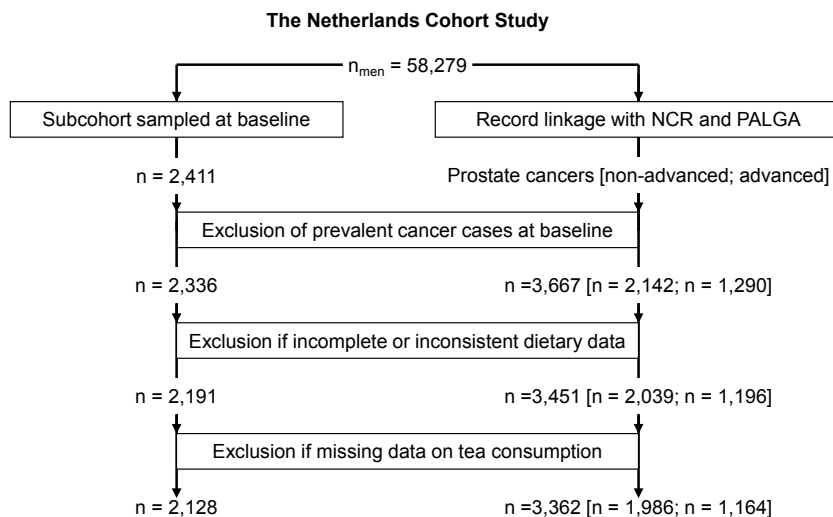 The Netherlands Cohort Study
nmen = 58,279
Subcohort sampled at baseline
Record linkage with NCR and PALGA
n = 2,411
Prostate cancers [non-advanced; advanced]
Exclusion of prevalent cancer cases at baseline
n = 2,336
n =3,667 [n = 2,142; n = 1,290]
Exclusion if incomplete or inconsistent dietary data
n = 2,191
n =3,451 [n = 2,039; n = 1,196]
Exclusion if missing data on tea consumption
n = 2,128
n =3,362 [n = 1,986; n = 1,164]